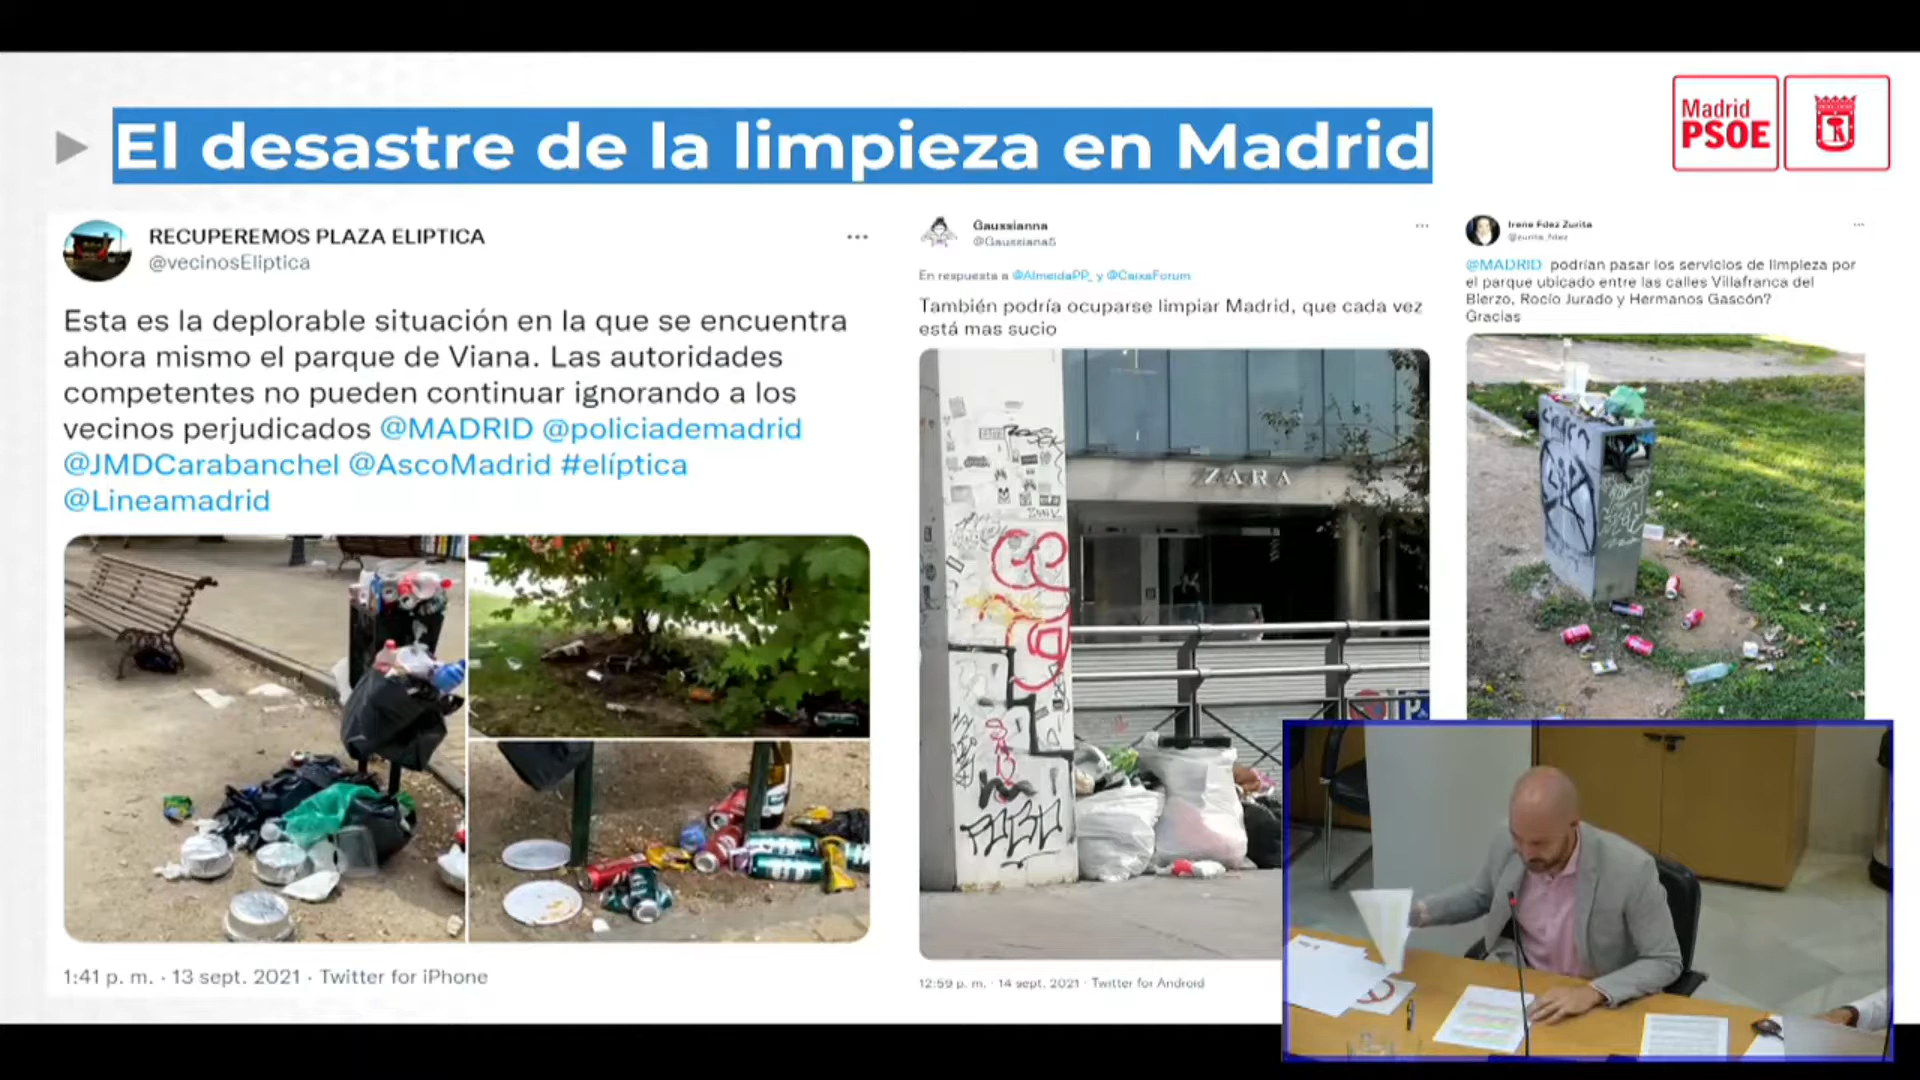 El desastre de la limpieza en Madrid
Madrid
PSOE
RECUPEREMOS PLAZA ELIPTICA
@vecinosEliptica
Esta es la deplorable situación en la que se encuentra
ahora mismo el parque de Viana. Las autoridades
competentes no pueden continuar ignorando a los
vecinos perjudicados @MADRID @policiademadrid
@JMDCarabanchel @AscoMadrid #elíptica
@Lineamadrid
1:41 p. m. · 13 sept. 2021 · Twitter for iPhone
Gaussianna
@Gaussiana5
En respuesta a @AlmeidaPP_ y @CaixaForum
También podría ocuparse limpiar Madrid, que cada vez
está mas sucio
ZARA
12:59 p. m. · 14 sept. 2021 · Twitter for Android
Irene Fdez Zurita
@zurita_fdez
@MADRID podrían pasar los servicios de limpieza por
el parque ubicado entre las calles Villafranca del
Bierzo, Rocío Jurado y Hermanos Gascón?
Gracias